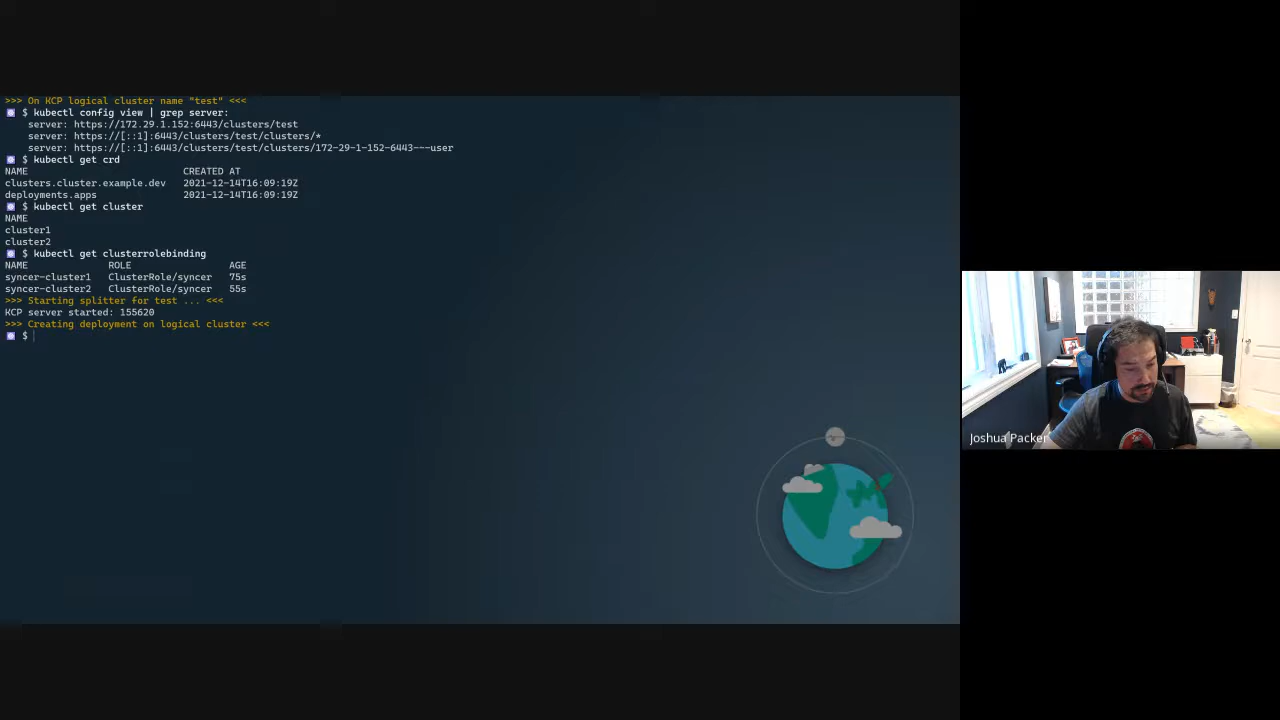 >>> On KCP logical cluster name "test" <<<
$ kubectl config view | grep server:
server: https://172.29.1.152:6443/clusters/test
server: https://[::1]:6443/clusters/test/clusters/*
server: https://[::1]:6443/clusters/test/clusters/172-29-1-152-6443---user
$ kubectl get crd
NAME CREATED AT
clusters.cluster.example.dev 2021-12-14T16:09:19Z
deployments.apps 2021-12-14T16:09:19Z
$ kubectl get cluster
NAME
cluster1
cluster2
$ kubectl get clusterrolebinding
NAME ROLE AGE
syncer-cluster1 ClusterRole/syncer 75s
syncer-cluster2 ClusterRole/syncer 55s
>>> Starting splitter for test ... <<<
KCP server started: 155620
>>> Creating deployment on logical cluster <<<
$
Joshua Packer